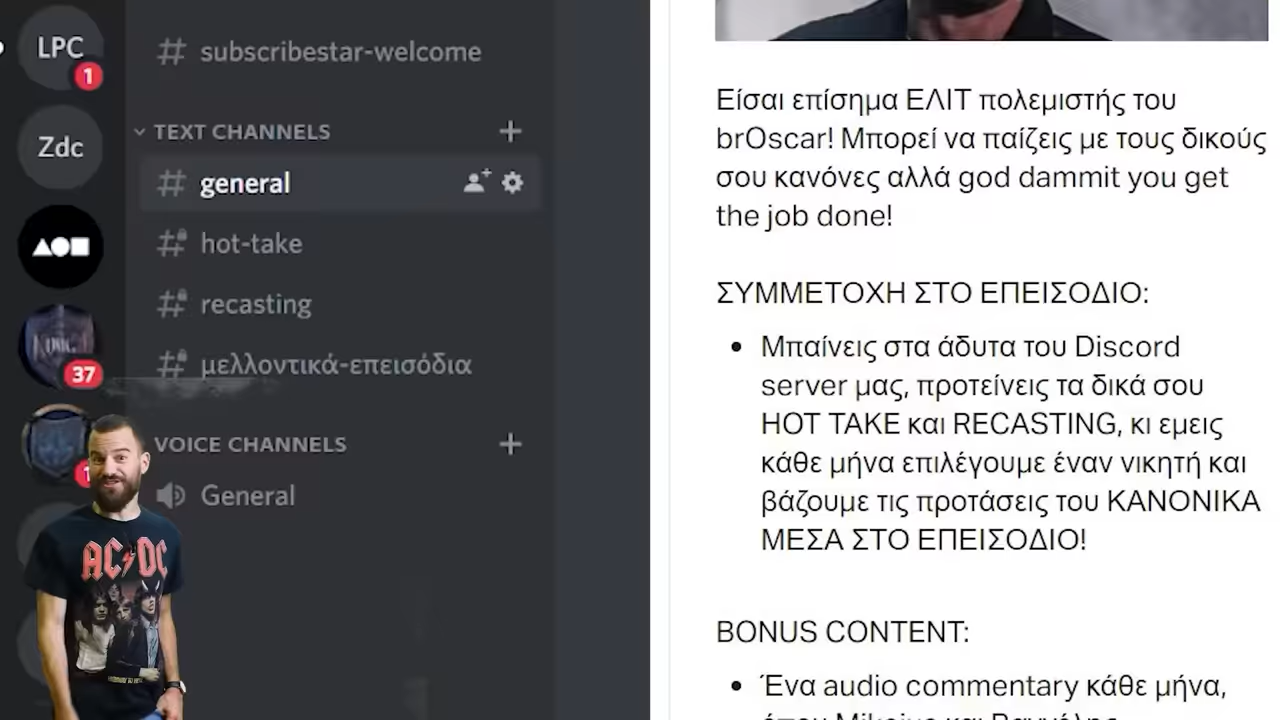 LPC
1
Zdc
37
subscribestar-welcome
TEXT CHANNELS
general
hot-take
recasting
μελλοντικά-επεισόδια
VOICE CHANNELS
General
AC DC
Είσαι επίσημα ΕΛΙΤ πολεμιστής του
brOscar! Μπορεί να παίζεις με τους δικούς
σου κανόνες αλλά god dammit you get
the job done!
ΣΥΜΜΕΤΟΧΗ ΣΤΟ ΕΠΕΙΣΟΔΙΟ:
• Μπαίνεις στα άδυτα του Discord
server μας, προτείνεις τα δικά σου
HOT TAKE και RECASTING, κι εμεις
κάθε μήνα επιλέγουμε έναν νικητή και
βάζουμε τις προτάσεις του ΚΑΝΟΝΙΚΑ
ΜΕΣΑ ΣΤΟ ΕΠΕΙΣΟΔΙΟ!
BONUS CONTENT:
• Ένα audio commentary κάθε μήνα,